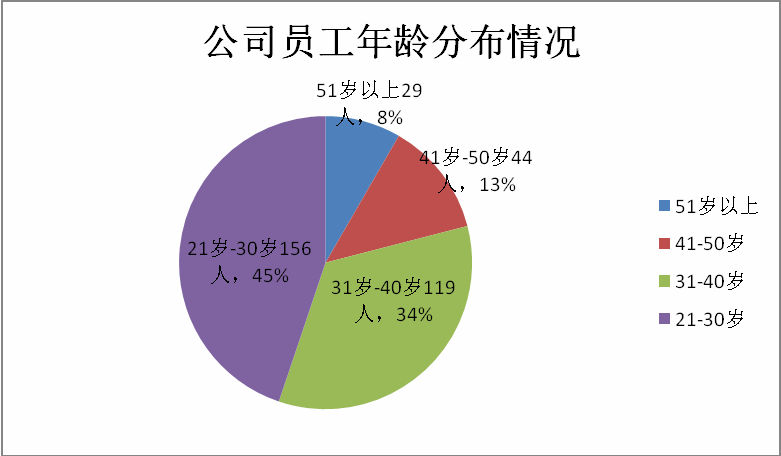 公司员工年龄分布情况
51岁以上29
人，8%
41岁-50岁44
人，13%
21岁-30岁156
人，45%
31岁-40岁119
人，34%
51岁以上
41-50岁
31-40岁
21-30岁